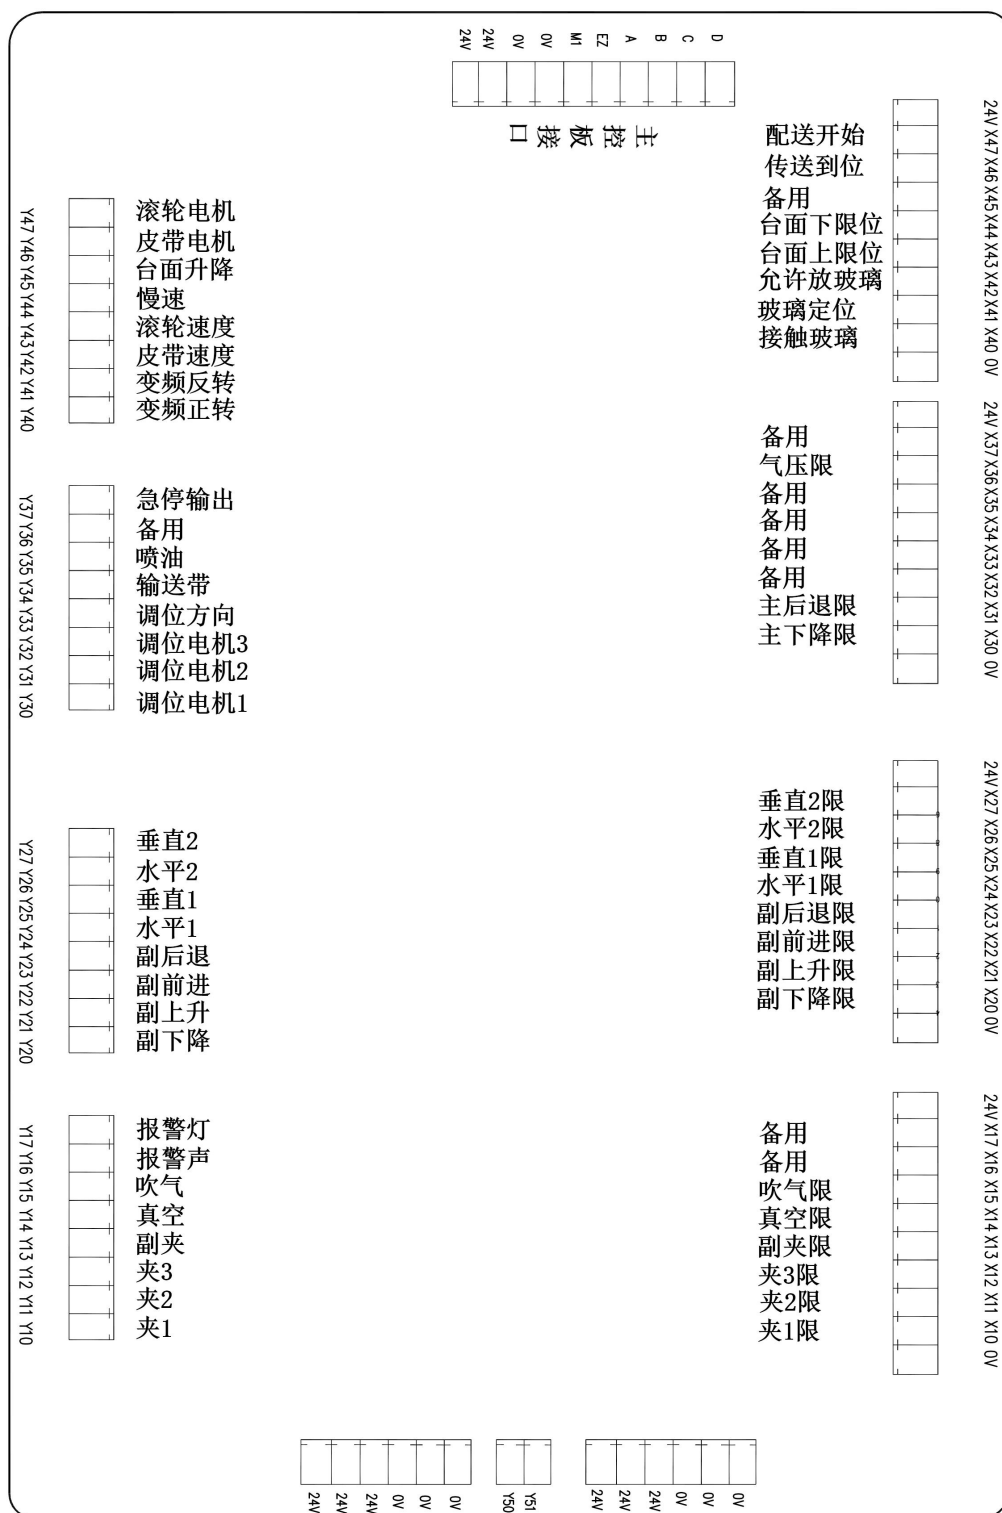 24V 24V 0V 0V M1 EZ A B C D
主控板接口
Y47 Y46 Y45 Y44 Y43 Y42 Y41 Y40
滚轮电机
皮带电机
台面升降
慢速
滚轮速度
皮带速度
变频反转
变频正转
Y37 Y36 Y35 Y34 Y33 Y32 Y31 Y30
急停输出
备用
喷油
输送带
调位方向
调位电机3
调位电机2
调位电机1
Y27 Y26 Y25 Y24 Y23 Y22 Y21 Y20
垂直2
水平2
垂直1
水平1
副后退
副前进
副上升
副下降
Y17 Y16 Y15 Y14 Y13 Y12 Y11 Y10
报警灯
报警声
吹气
真空
副夹
夹3
夹2
夹1
配送开始
传送到位
备用
台面下限位
台面上限位
允许放玻璃
玻璃定位
接触玻璃
24V X47 X46 X45 X44 X43 X42 X41 X40 0V
备用
气压限
备用
备用
备用
备用
主后退限
主下降限
24V X37 X36 X35 X34 X33 X32 X31 X30 0V
垂直2限
水平2限
垂直1限
水平1限
副后退限
副前进限
副上升限
副下降限
24V X27 X26 X25 X24 X23 X22 X21 X20 0V
备用
备用
吹气限
真空限
副夹限
夹3限
夹2限
夹1限
24V X17 X16 X15 X14 X13 X12 X11 X10 0V
24V 24V 24V 0V 0V 0V
Y50 Y51
24V 24V 24V 0V 0V 0V